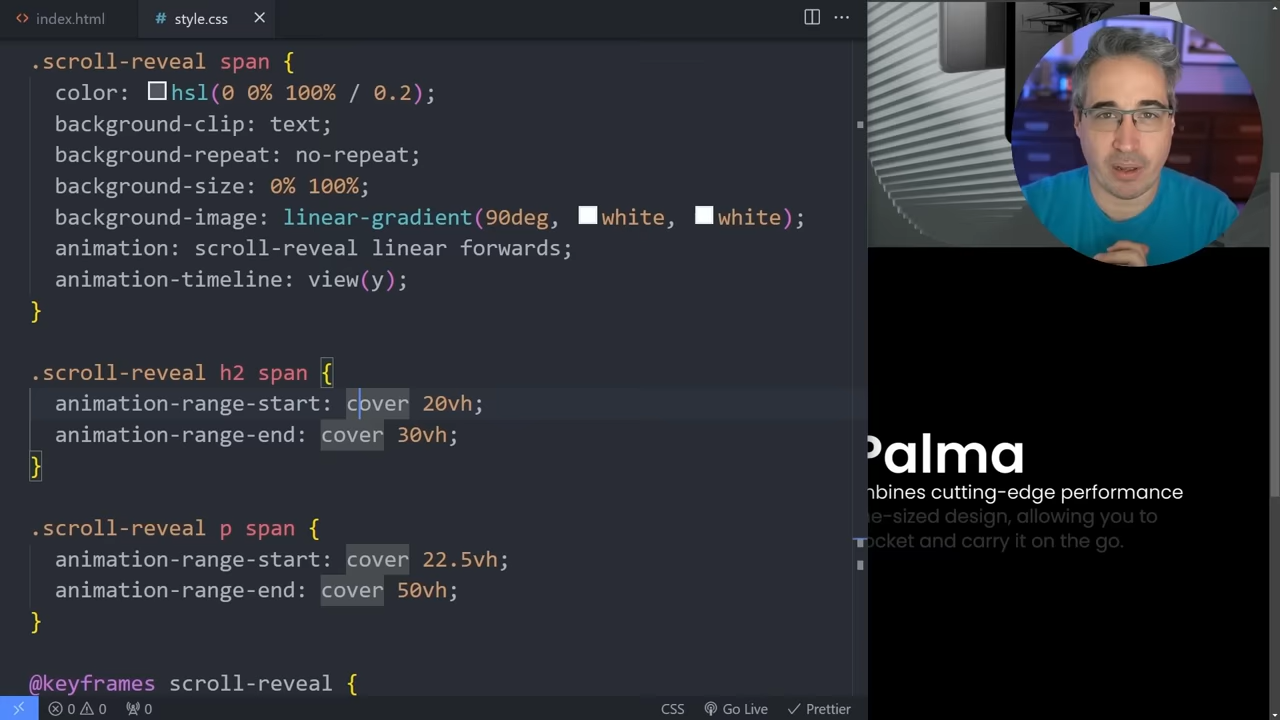 index.html
style.css
.scroll-reveal span {
color: hsl(0 0% 100% / 0.2);
background-clip: text;
background-repeat: no-repeat;
background-size: 0% 100%;
background-image: linear-gradient(90deg, white, white);
animation: scroll-reveal linear forwards;
animation-timeline: view(y);
}
.scroll-reveal h2 span {
animation-range-start: cover 20vh;
animation-range-end: cover 30vh;
}
.scroll-reveal p span {
animation-range-start: cover 22.5vh;
animation-range-end: cover 50vh;
}
@keyframes scroll-reveal {
0 0 0 CSS Go Live Prettier
Palma
mbines cutting-edge performance
ne-sized design, allowing you to
ocket and carry it on the go.